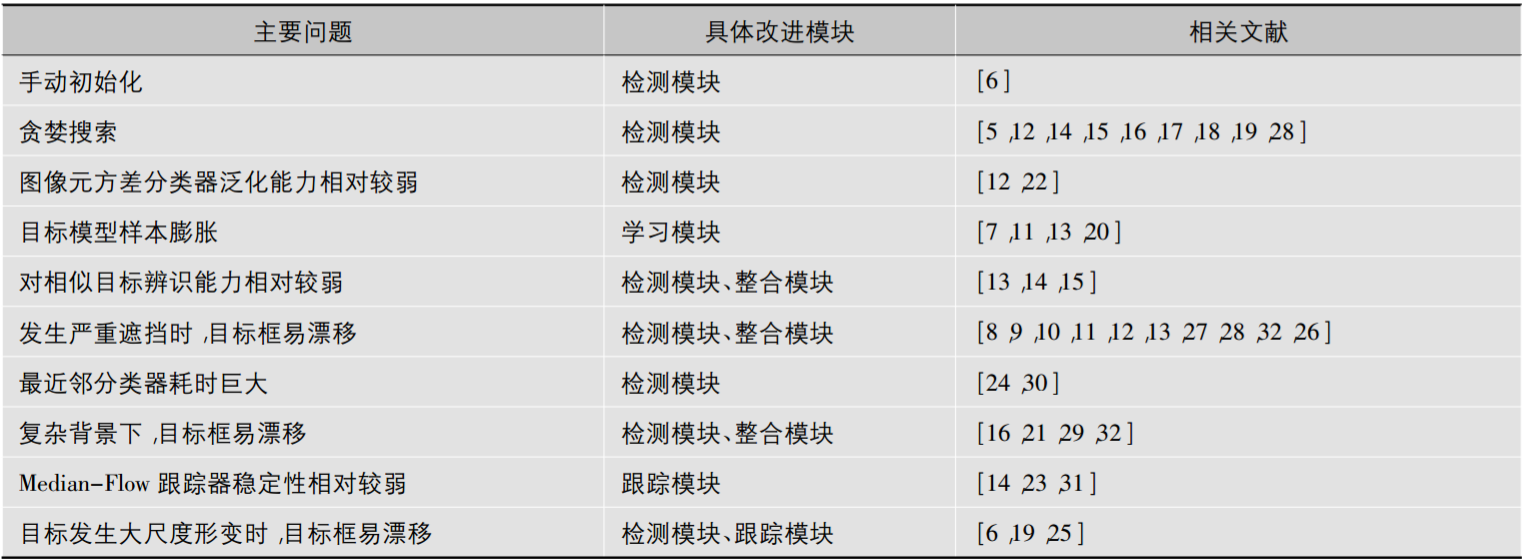 主要问题 具体改进模块 相关文献
手动初始化 检测模块 [6]
贪婪搜索 检测模块 [5,12,14,15,16,17,18,19,28]
图像元方差分类器泛化能力相对较弱 检测模块 [12,22]
目标模型样本膨胀 学习模块 [7,11,13,20]
对相似目标辨识能力相对较弱 检测模块、整合模块 [13,14,15]
发生严重遮挡时,目标框易漂移 检测模块、整合模块 [8,9,10,11,12,13,27,28,32,26]
最近邻分类器耗时巨大 检测模块 [24,30]
复杂背景下,目标框易漂移 检测模块、整合模块 [16,21,29,32]
Median-Flow 跟踪器稳定性相对较弱 跟踪模块 [14,23,31]
目标发生大尺度形变时,目标框易漂移 检测模块、跟踪模块 [6,19,25]